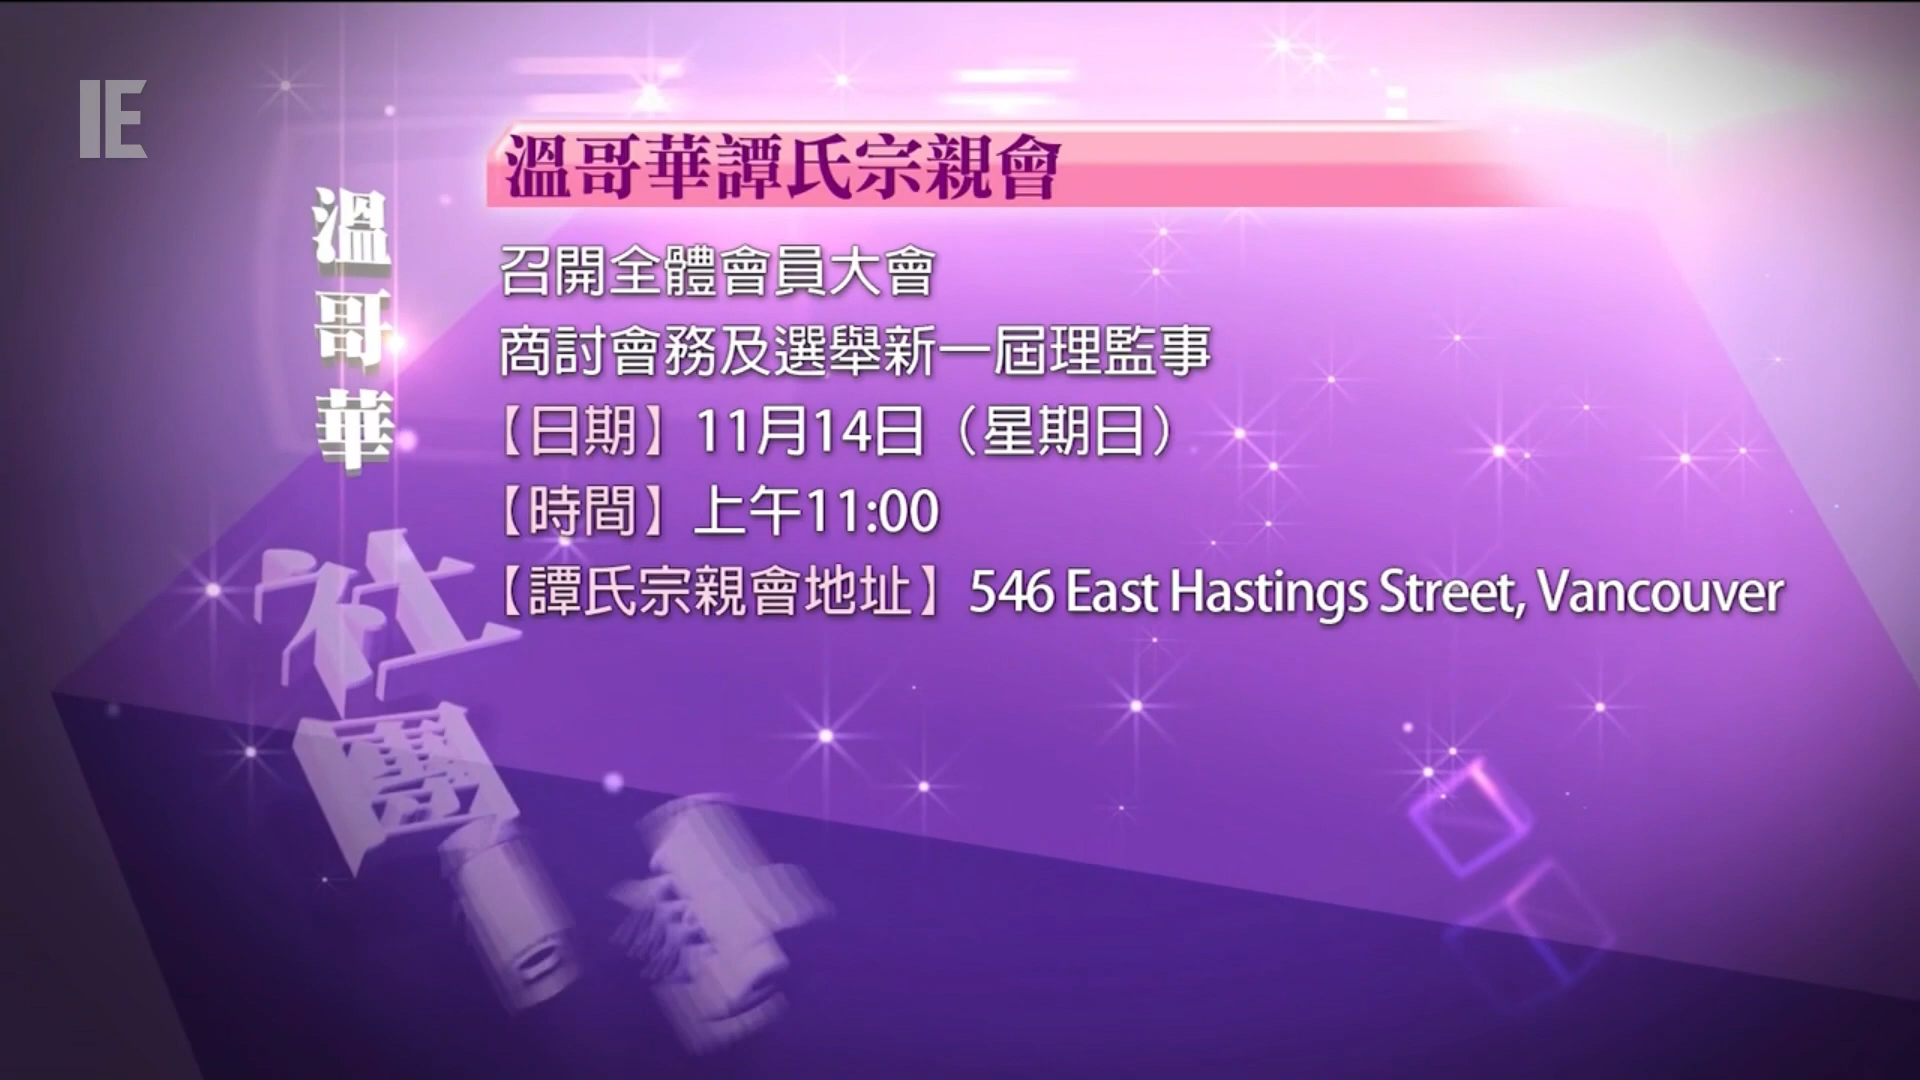 IE
溫哥華
社團
溫哥華譚氏宗親會
召開全體會員大會
商討會務及選舉新一屆理監事
【日期】11月14日（星期日）
【時間】上午11:00
【譚氏宗親會地址】546 East Hastings Street, Vancouver